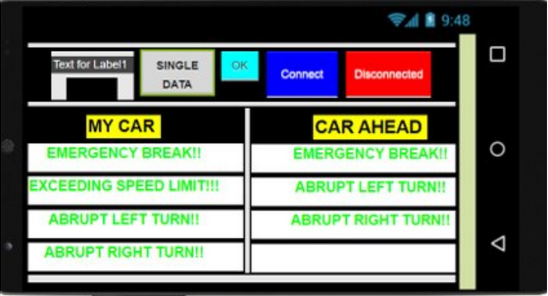 9:48
Text for Label1
SINGLE
DATA
OK
Connect
Disconnected
MY CAR
CAR AHEAD
EMERGENCY BREAK!!
EMERGENCY BREAK!!
EXCEEDING SPEED LIMIT!!!
ABRUPT LEFT TURN!!
ABRUPT LEFT TURN!!
ABRUPT RIGHT TURN!!
ABRUPT RIGHT TURN!!